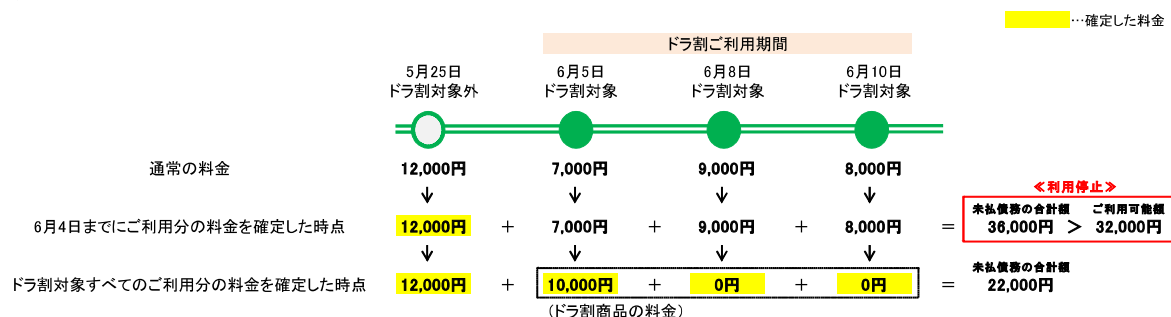 …確定した料金
ドラ割ご利用期間
5月25日 6月5日 6月8日 6月10日
ドラ割対象外 ドラ割対象 ドラ割対象 ドラ割対象
通常の料金 12,000円 7,000円 9,000円 8,000円
↓ ↓ ↓ ↓
≪利用停止≫
未払債務の合計額 ご利用可能額
6月4日までにご利用分の料金を確定した時点 12,000円 + 7,000円 + 9,000円 + 8,000円 = 36,000円 > 32,000円
↓ ↓ ↓ ↓
未払債務の合計額
ドラ割対象すべてのご利用分の料金を確定した時点 12,000円 + 10,000円 + 0円 + 0円 = 22,000円
(ドラ割商品の料金)